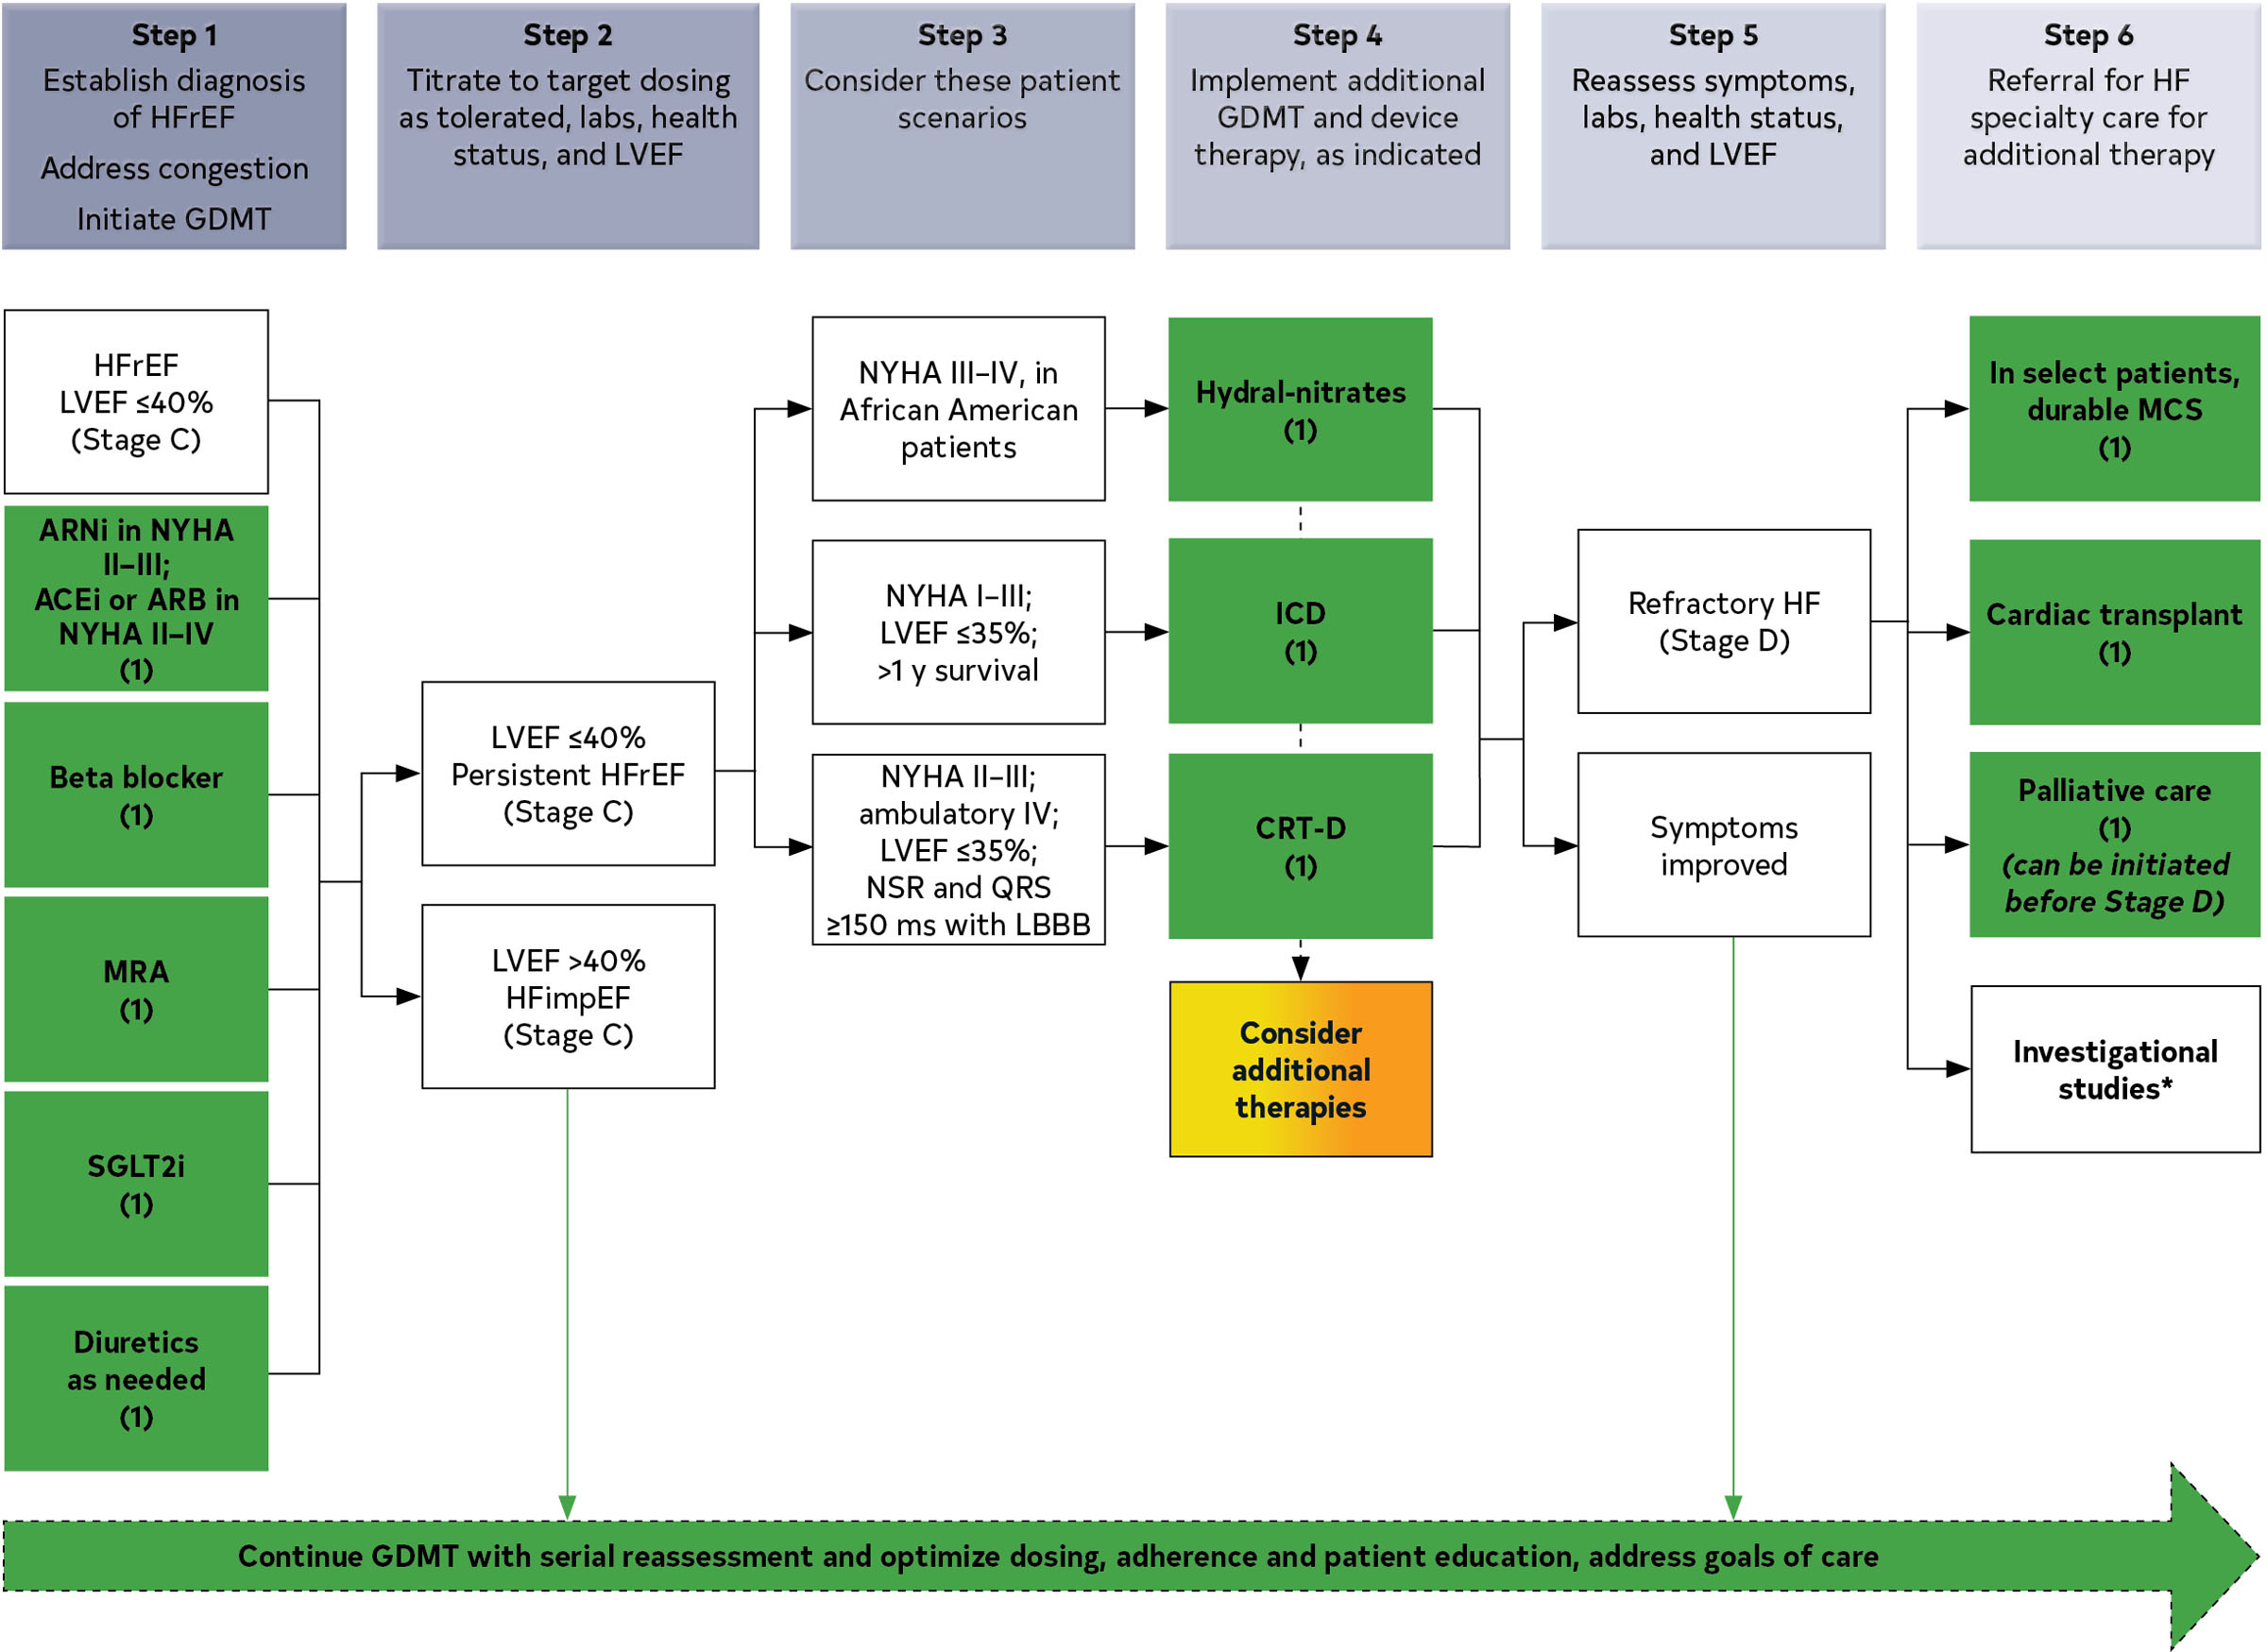 Step 1
Establish diagnosis
of HFrEF
Address congestion
Initiate GDMT
Step 2
Titrate to target dosing
as tolerated, labs, health
status, and LVEF
Step 3
Consider these patient
scenarios
Step 4
Implement additional
GDMT and device
therapy, as indicated
Step 5
Reassess symptoms,
labs, health status,
and LVEF
Step 6
Referral for HF
specialty care for
additional therapy
HFrEF
LVEF ≤40%
(Stage C)
ARNi in NYHA
II–III;
ACEi or ARB in
NYHA II–IV
(1)
Beta blocker
(1)
MRA
(1)
SGLT2i
(1)
Diuretics
as needed
(1)
LVEF ≤40%
Persistent HFrEF
(Stage C)
LVEF >40%
HFimpEF
(Stage C)
NYHA III–IV, in
African American
patients
NYHA I–III;
LVEF ≤35%;
>1 y survival
NYHA II–III;
ambulatory IV;
LVEF ≤35%;
NSR and QRS
≥150 ms with LBBB
Hydral-nitrates
(1)
ICD
(1)
CRT-D
(1)
Consider
additional
therapies
Refractory HF
(Stage D)
Symptoms
improved
In select patients,
durable MCS
(1)
Cardiac transplant
(1)
Palliative care
(1)
(can be initiated
before Stage D)
Investigational
studies*
Continue GDMT with serial reassessment and optimize dosing, adherence and patient education, address goals of care